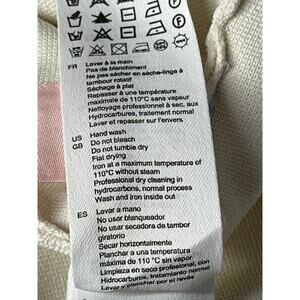 FR Laver à la main
Pas de blanchiment
Ne pas sécher en sèche-linge à
tambour rotatif
Séchage à plat
Repasser à une température
maximale de 110°C sans vapeur
Nettoyage professionnel à sec, aux
Hydrocarbures, traitement normal
Laver et repasser sur l'envers
US Hand wash
GB Do not bleach
Do not tumble dry
Flat drying
Iron at a maximum temperature of
110°C without steam
Professional dry cleaning in
hydrocarbons, normal process
Wash and iron inside out
ES Lavar a mano
No usar blanqueador
No usar secadora de tambor
giratorio
Secar horizontalmente
Planchar a una temperatura
máxima de 110 °C sin vapor
Limpieza en seco profesional, con
Hidrocarburos, tratamiento normal
Lavar y planchar del revés